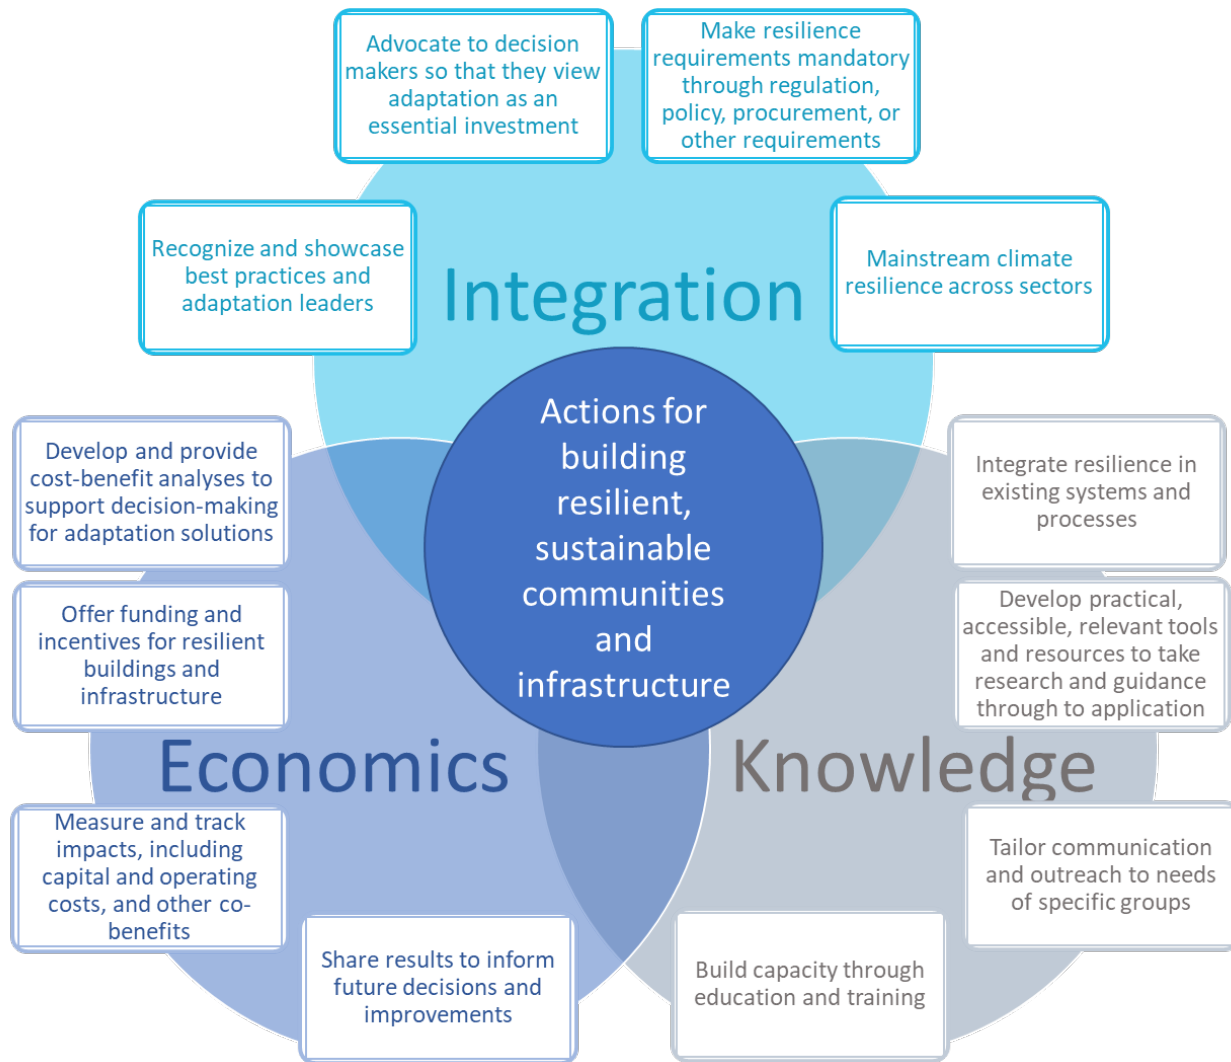 Advocate to decision
makers so that they view
adaptation as an
essential investment
Make resilience
requirements mandatory
through regulation,
policy, procurement, or
other requirements
Recognize and showcase
best practices and
adaptation leaders
Mainstream climate
resilience across sectors
Integration
Actions for
building
resilient,
sustainable
communities
and
infrastructure
Develop and provide
cost-benefit analyses to
support decision-making
for adaptation solutions
Offer funding and
incentives for resilient
buildings and
infrastructure
Economics
Measure and track
impacts, including
capital and operating
costs, and other co-
benefits
Share results to inform
future decisions and
improvements
Integrate resilience in
existing systems and
processes
Develop practical,
accessible, relevant tools
and resources to take
research and guidance
through to application
Knowledge
Tailor communication
and outreach to needs
of specific groups
Build capacity through
education and training